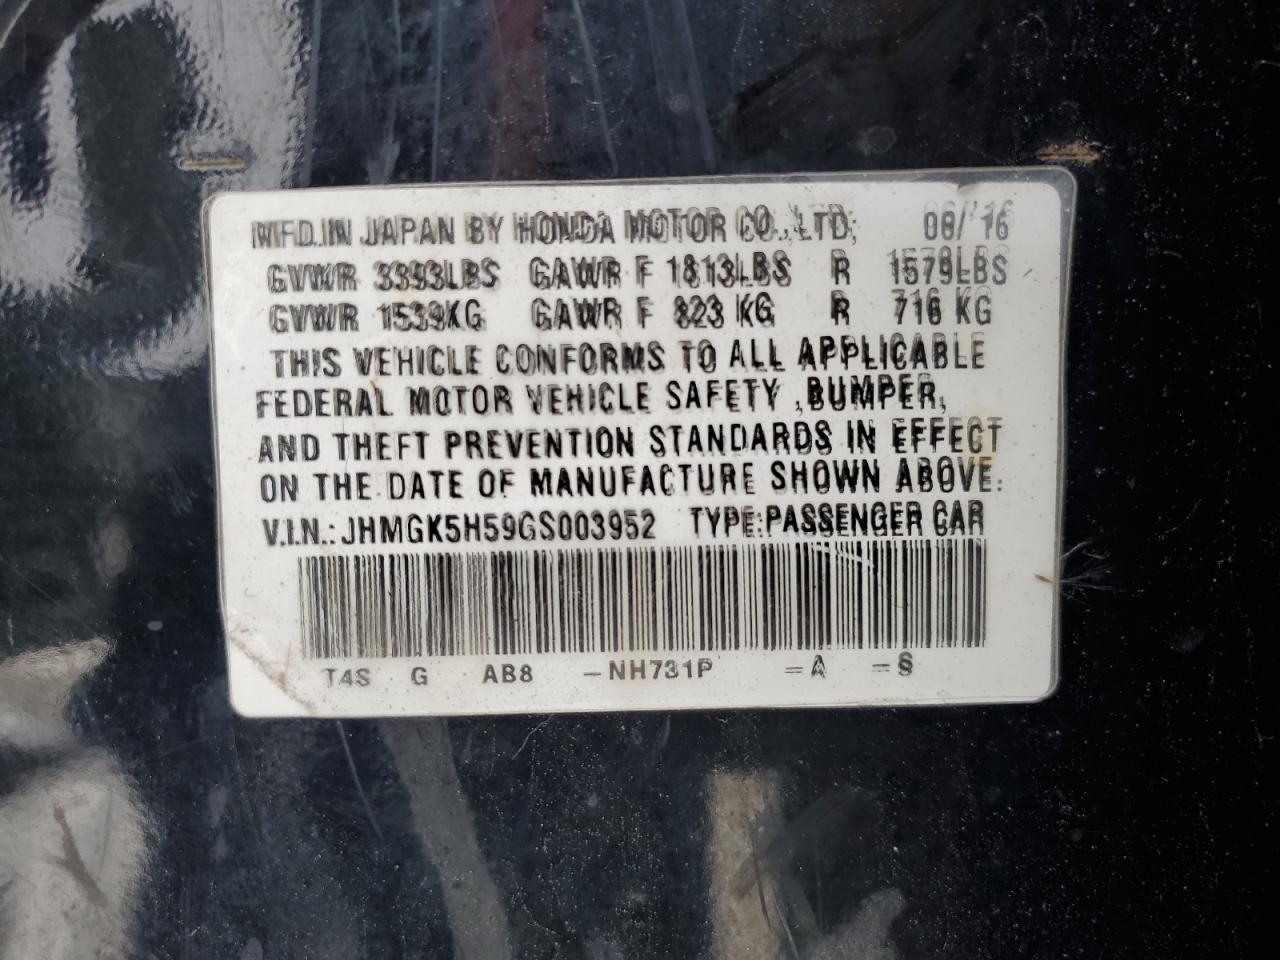 MFD.IN JAPAN BY HONDA MOTOR CO.,LTD; 06/'16
GVWR 3393LBS GAWR F 1813LBS R 1579LBS
GVWR 1539KG GAWR F 823 KG R 716 KG
THIS VEHICLE CONFORMS TO ALL APPLICABLE
FEDERAL MOTOR VEHICLE SAFETY ,BUMPER,
AND THEFT PREVENTION STANDARDS IN EFFECT
ON THE DATE OF MANUFACTURE SHOWN ABOVE.
V.I.N.: JHMGK5H59GS003952 TYPE:PASSENGER CAR
T4S G AB8 –NH731P –A –§